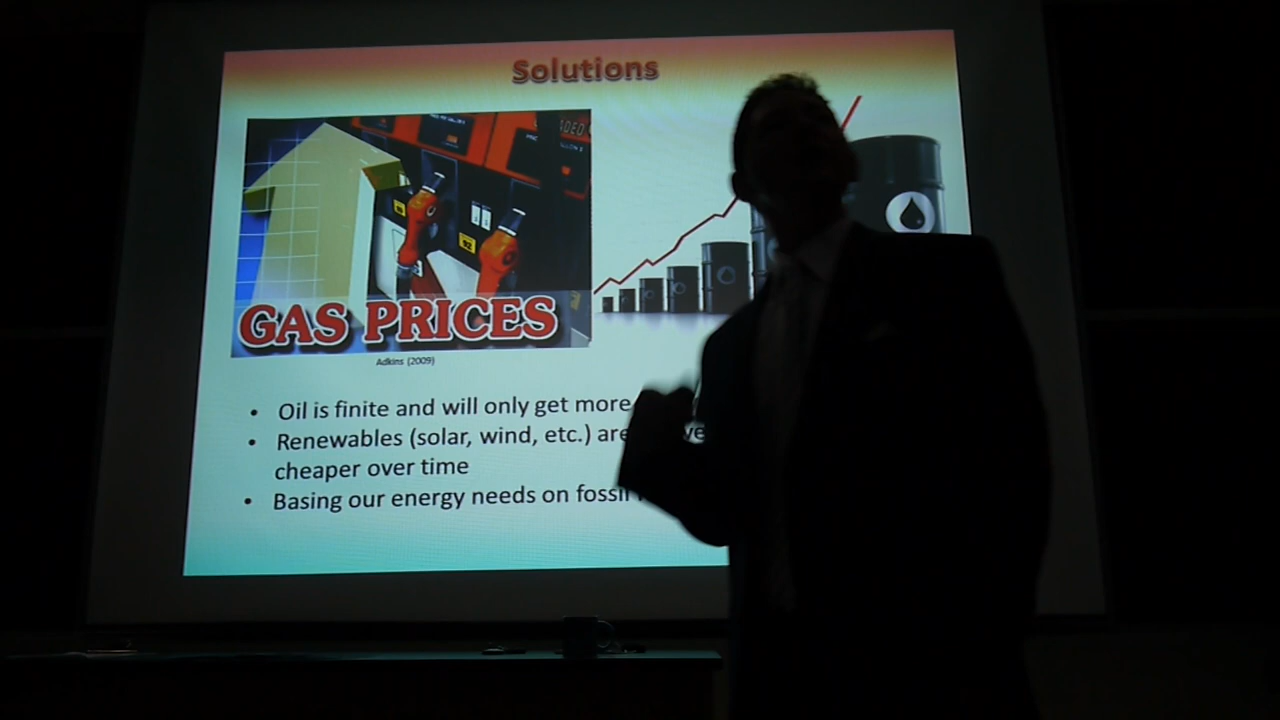 Solutions
GAS PRICES
Adkins (2009)
• Oil is finite and will only get more
• Renewables (solar, wind, etc.) are
cheaper over time
• Basing our energy needs on fossil
92